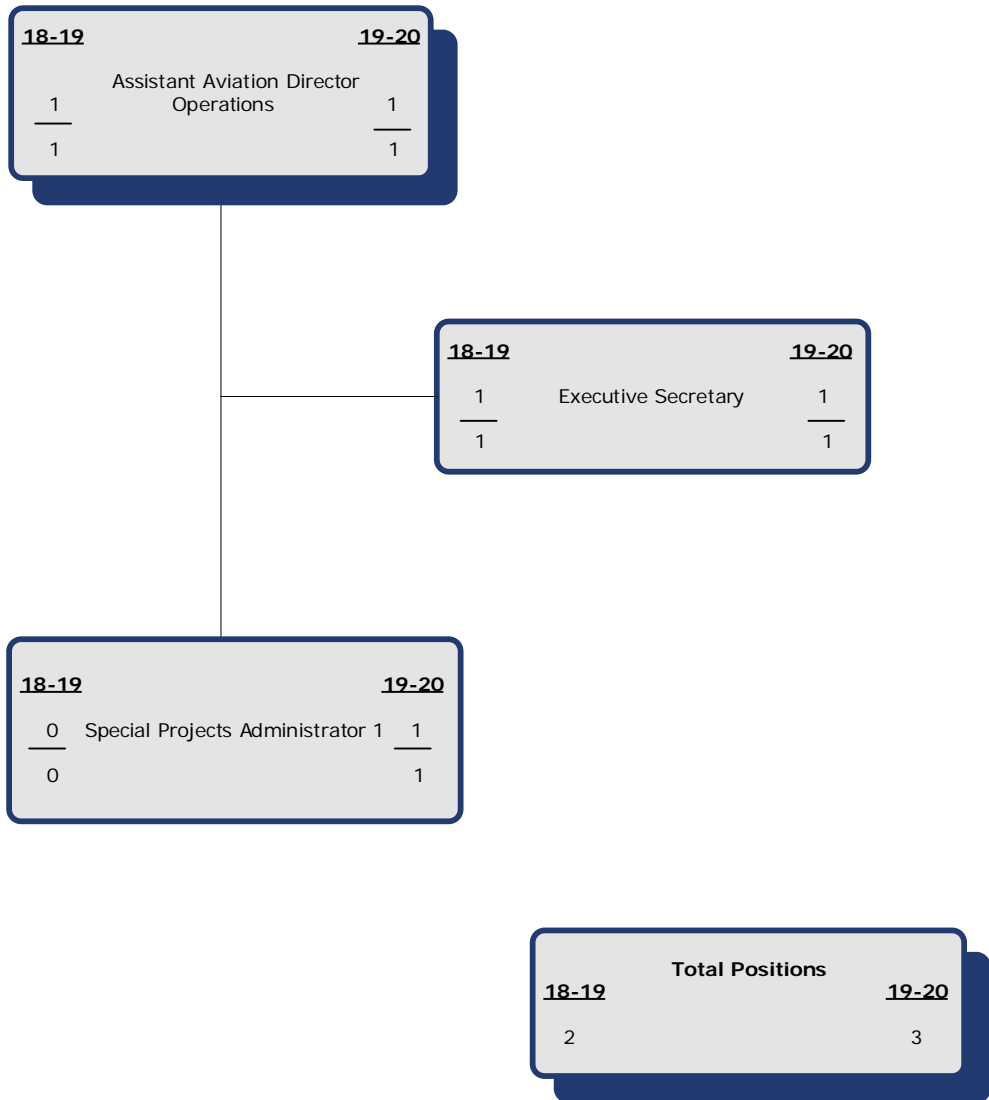 18-19 19-20
Assistant Aviation Director
1 Operations 1
1 1
18-19 19-20
1 Executive Secretary 1
1 1
18-19 19-20
0 Special Projects Administrator 1 1
0 1
Total Positions
18-19 19-20
2 3